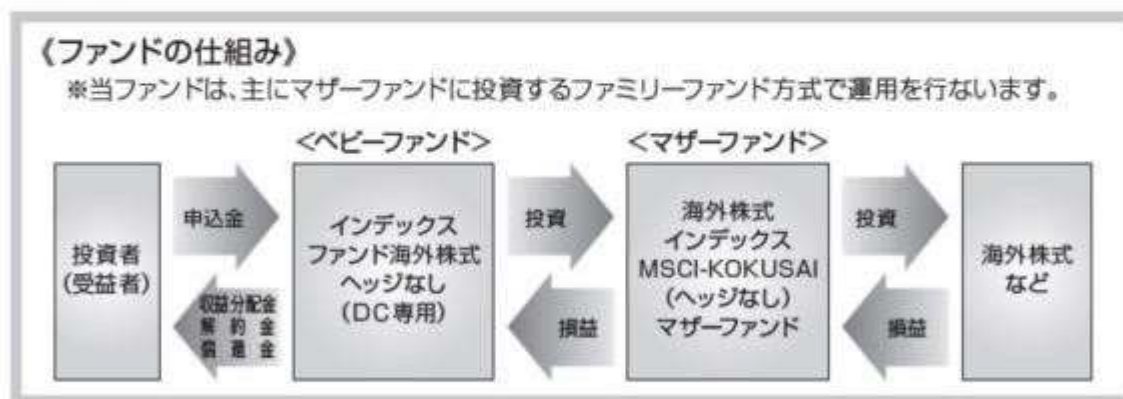 《ファンドの仕組み》
※当ファンドは、主にマザーファンドに投資するファミリーファンド方式で運用を行ないます。
<ベビーファンド>
<マザーファンド>
投資者
(受益者)
申込金
収益分配金
解約金
償還金
インデックス
ファンド海外株式
ヘッジなし
(DC専用)
投資
損益
海外株式
インデックス
MSCI-KOKUSAI
(ヘッジなし)
マザーファンド
投資
損益
海外株式
など